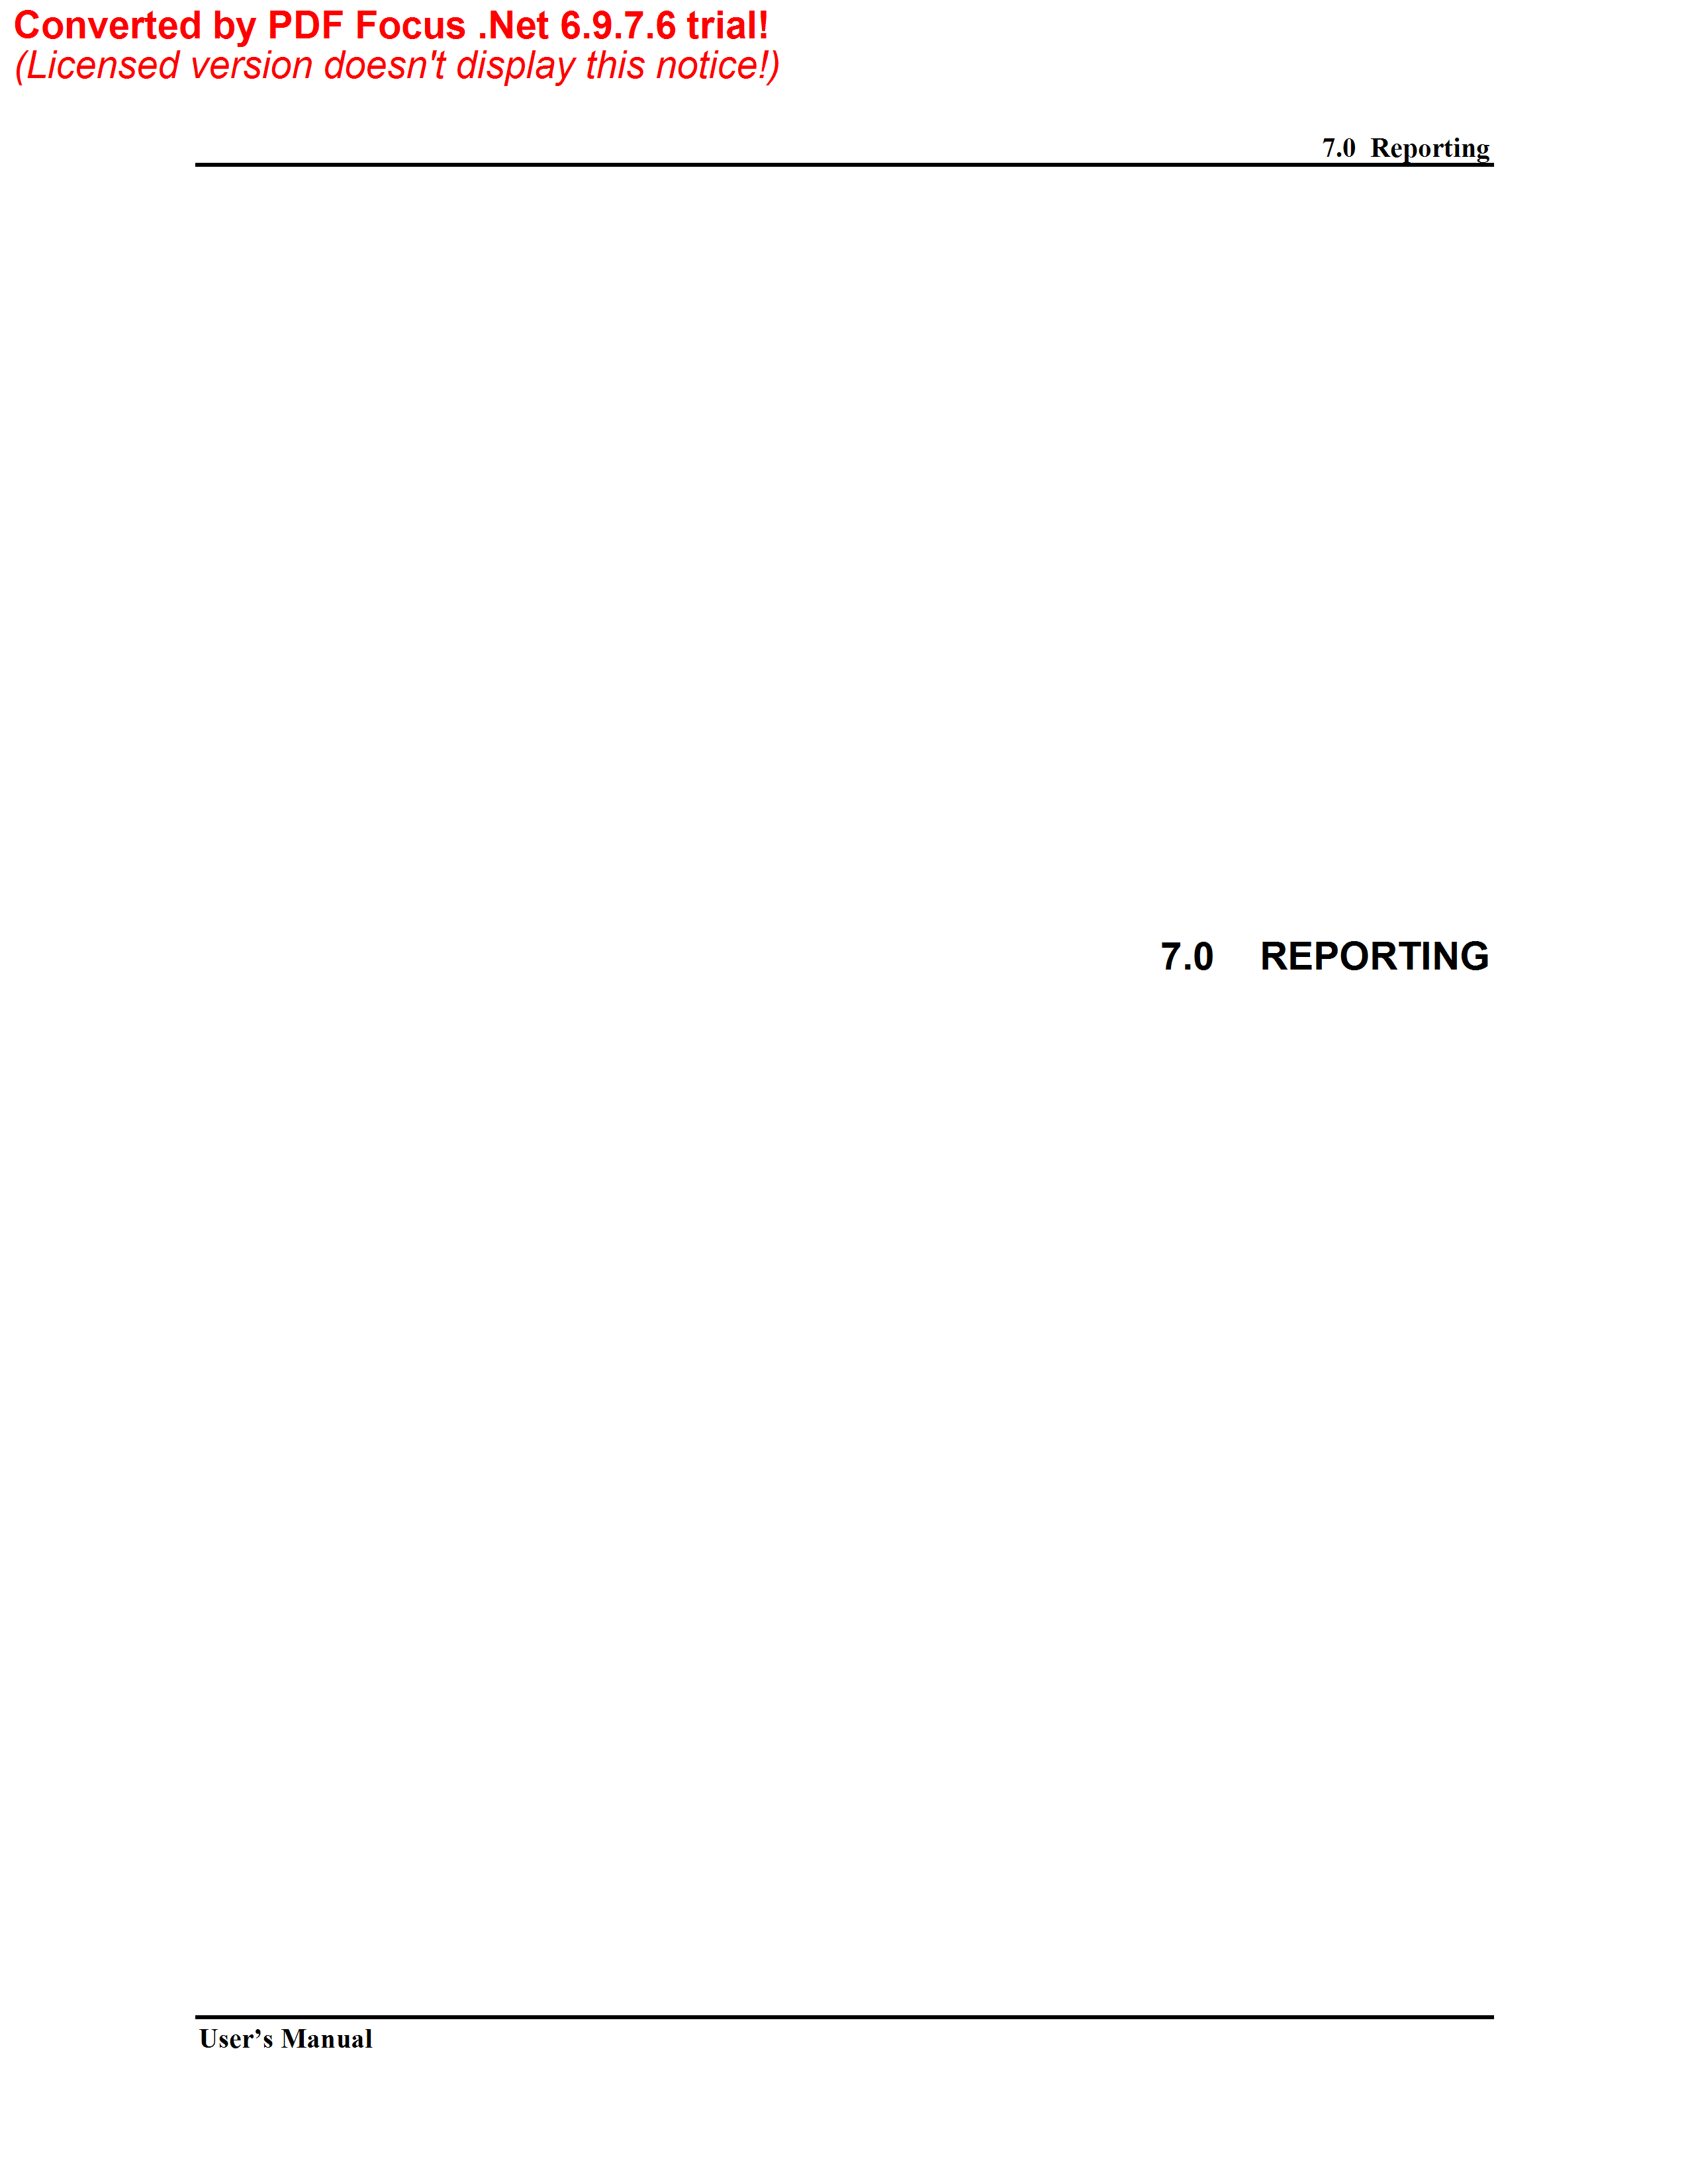 Converted by PDF Focus .Net 6.9.7.6 trial!
(Licensed version doesn't display this notice!)
7.0 Reporting
7.0 REPORTING
User’s Manual